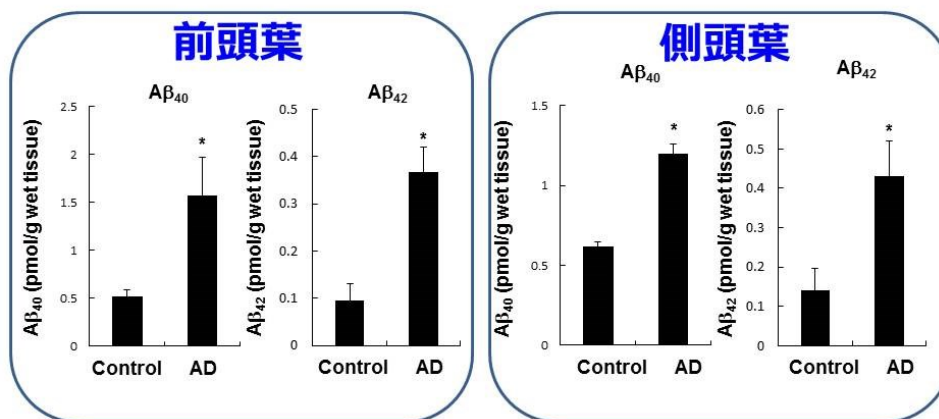 前頭葉
Aβ40
Aβ40 (pmol/g wet tissue)
2.5
2
1.5
1
0.5
0
*
Control AD
Aβ42
Aβ42 (pmol/g wet tissue)
0.5
0.4
0.3
0.2
0.1
0
*
Control AD
側頭葉
Aβ40
Aβ40 (pmol/g wet tissue)
1.5
1
0.5
0
*
Control AD
Aβ42
Aβ42 (pmol/g wet tissue)
0.6
0.5
0.4
0.3
0.2
0.1
0
*
Control AD